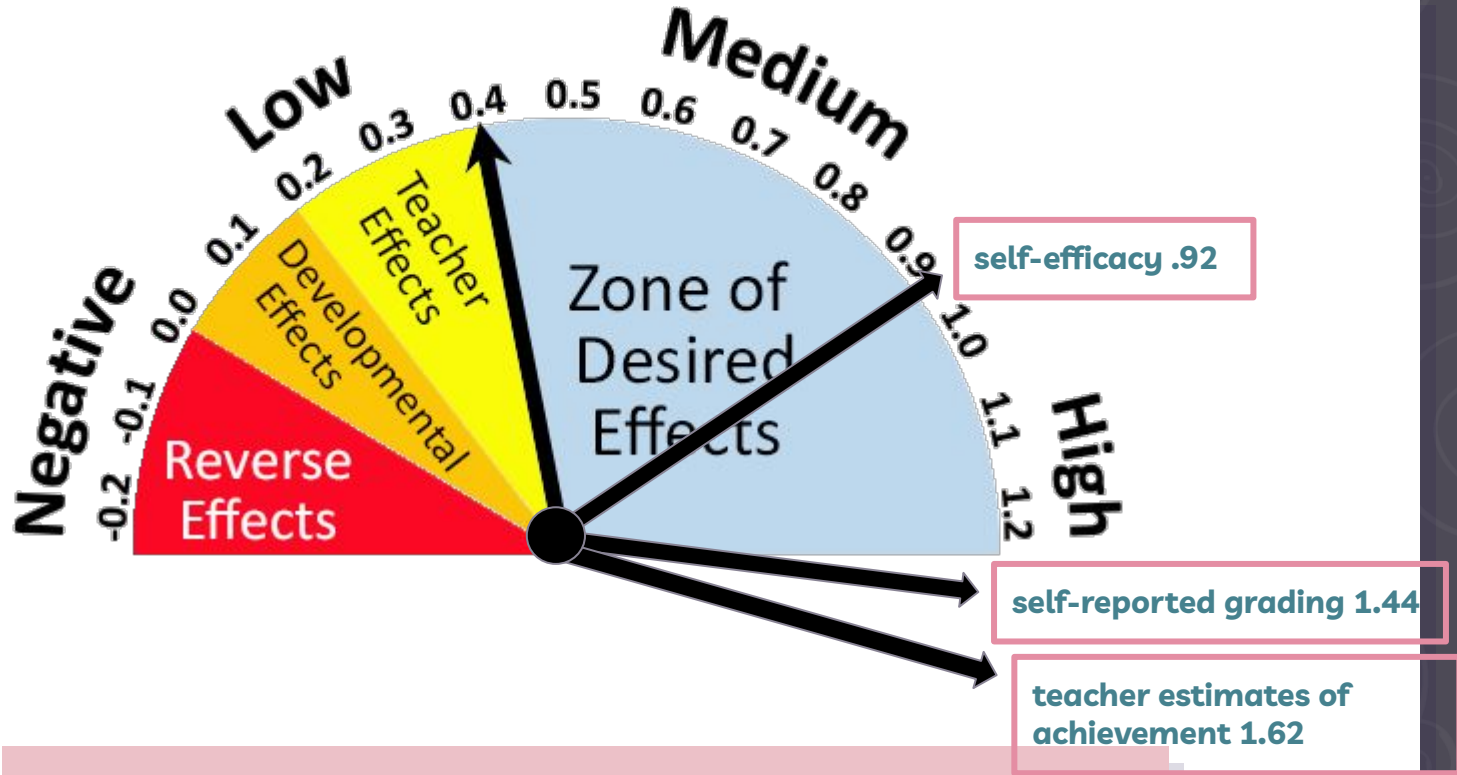 Negative
Low
Medium
High
-0.2
-0.1
0.0
0.1
0.2
0.3
0.4
0.5
0.6
0.7
0.8
0.9
1.0
1.1
1.2
Reverse
Effects
Developmental
Effects
Teacher
Effects
Zone of
Desired
Effects
self-efficacy .92
self-reported grading 1.44
teacher estimates of
achievement 1.62